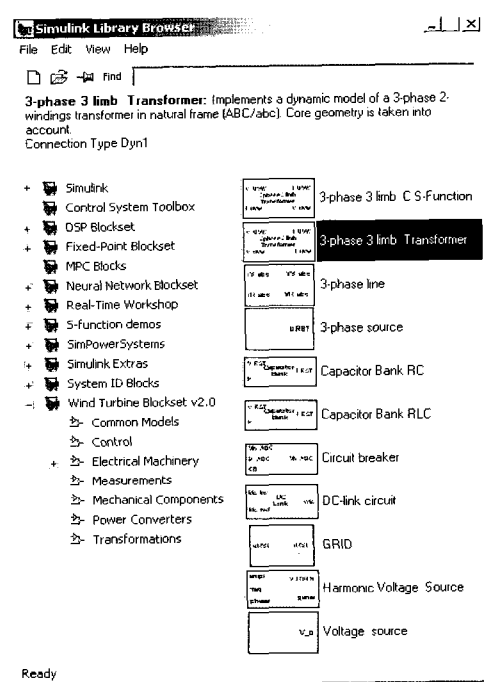 Simulink Library Browser
File Edit View Help
Find
3-phase 3 limb Transformer: Implements a dynamic model of a 3-phase 2-
windings transformer in natural frame (ABC/abc). Core geometry is taken into
account.
Connection Type Dyn1
Simulink
Control System Toolbox
DSP Blockset
Fixed-Point Blockset
MPC Blocks
Neural Network Blockset
Real-Time Workshop
S-function demos
SimPowerSystems
Simulink Extras
System ID Blocks
Wind Turbine Blockset v2.0
Common Models
Control
Electrical Machinery
Measurements
Mechanical Components
Power Converters
Transformations
3-phase 3 limb C S-Function
3-phase 3 limb Transformer
3-phase line
3-phase source
Capacitor Bank RC
Capacitor Bank RLC
Circuit breaker
DC-link circuit
GRID
Harmonic Voltage Source
Voltage source
Ready